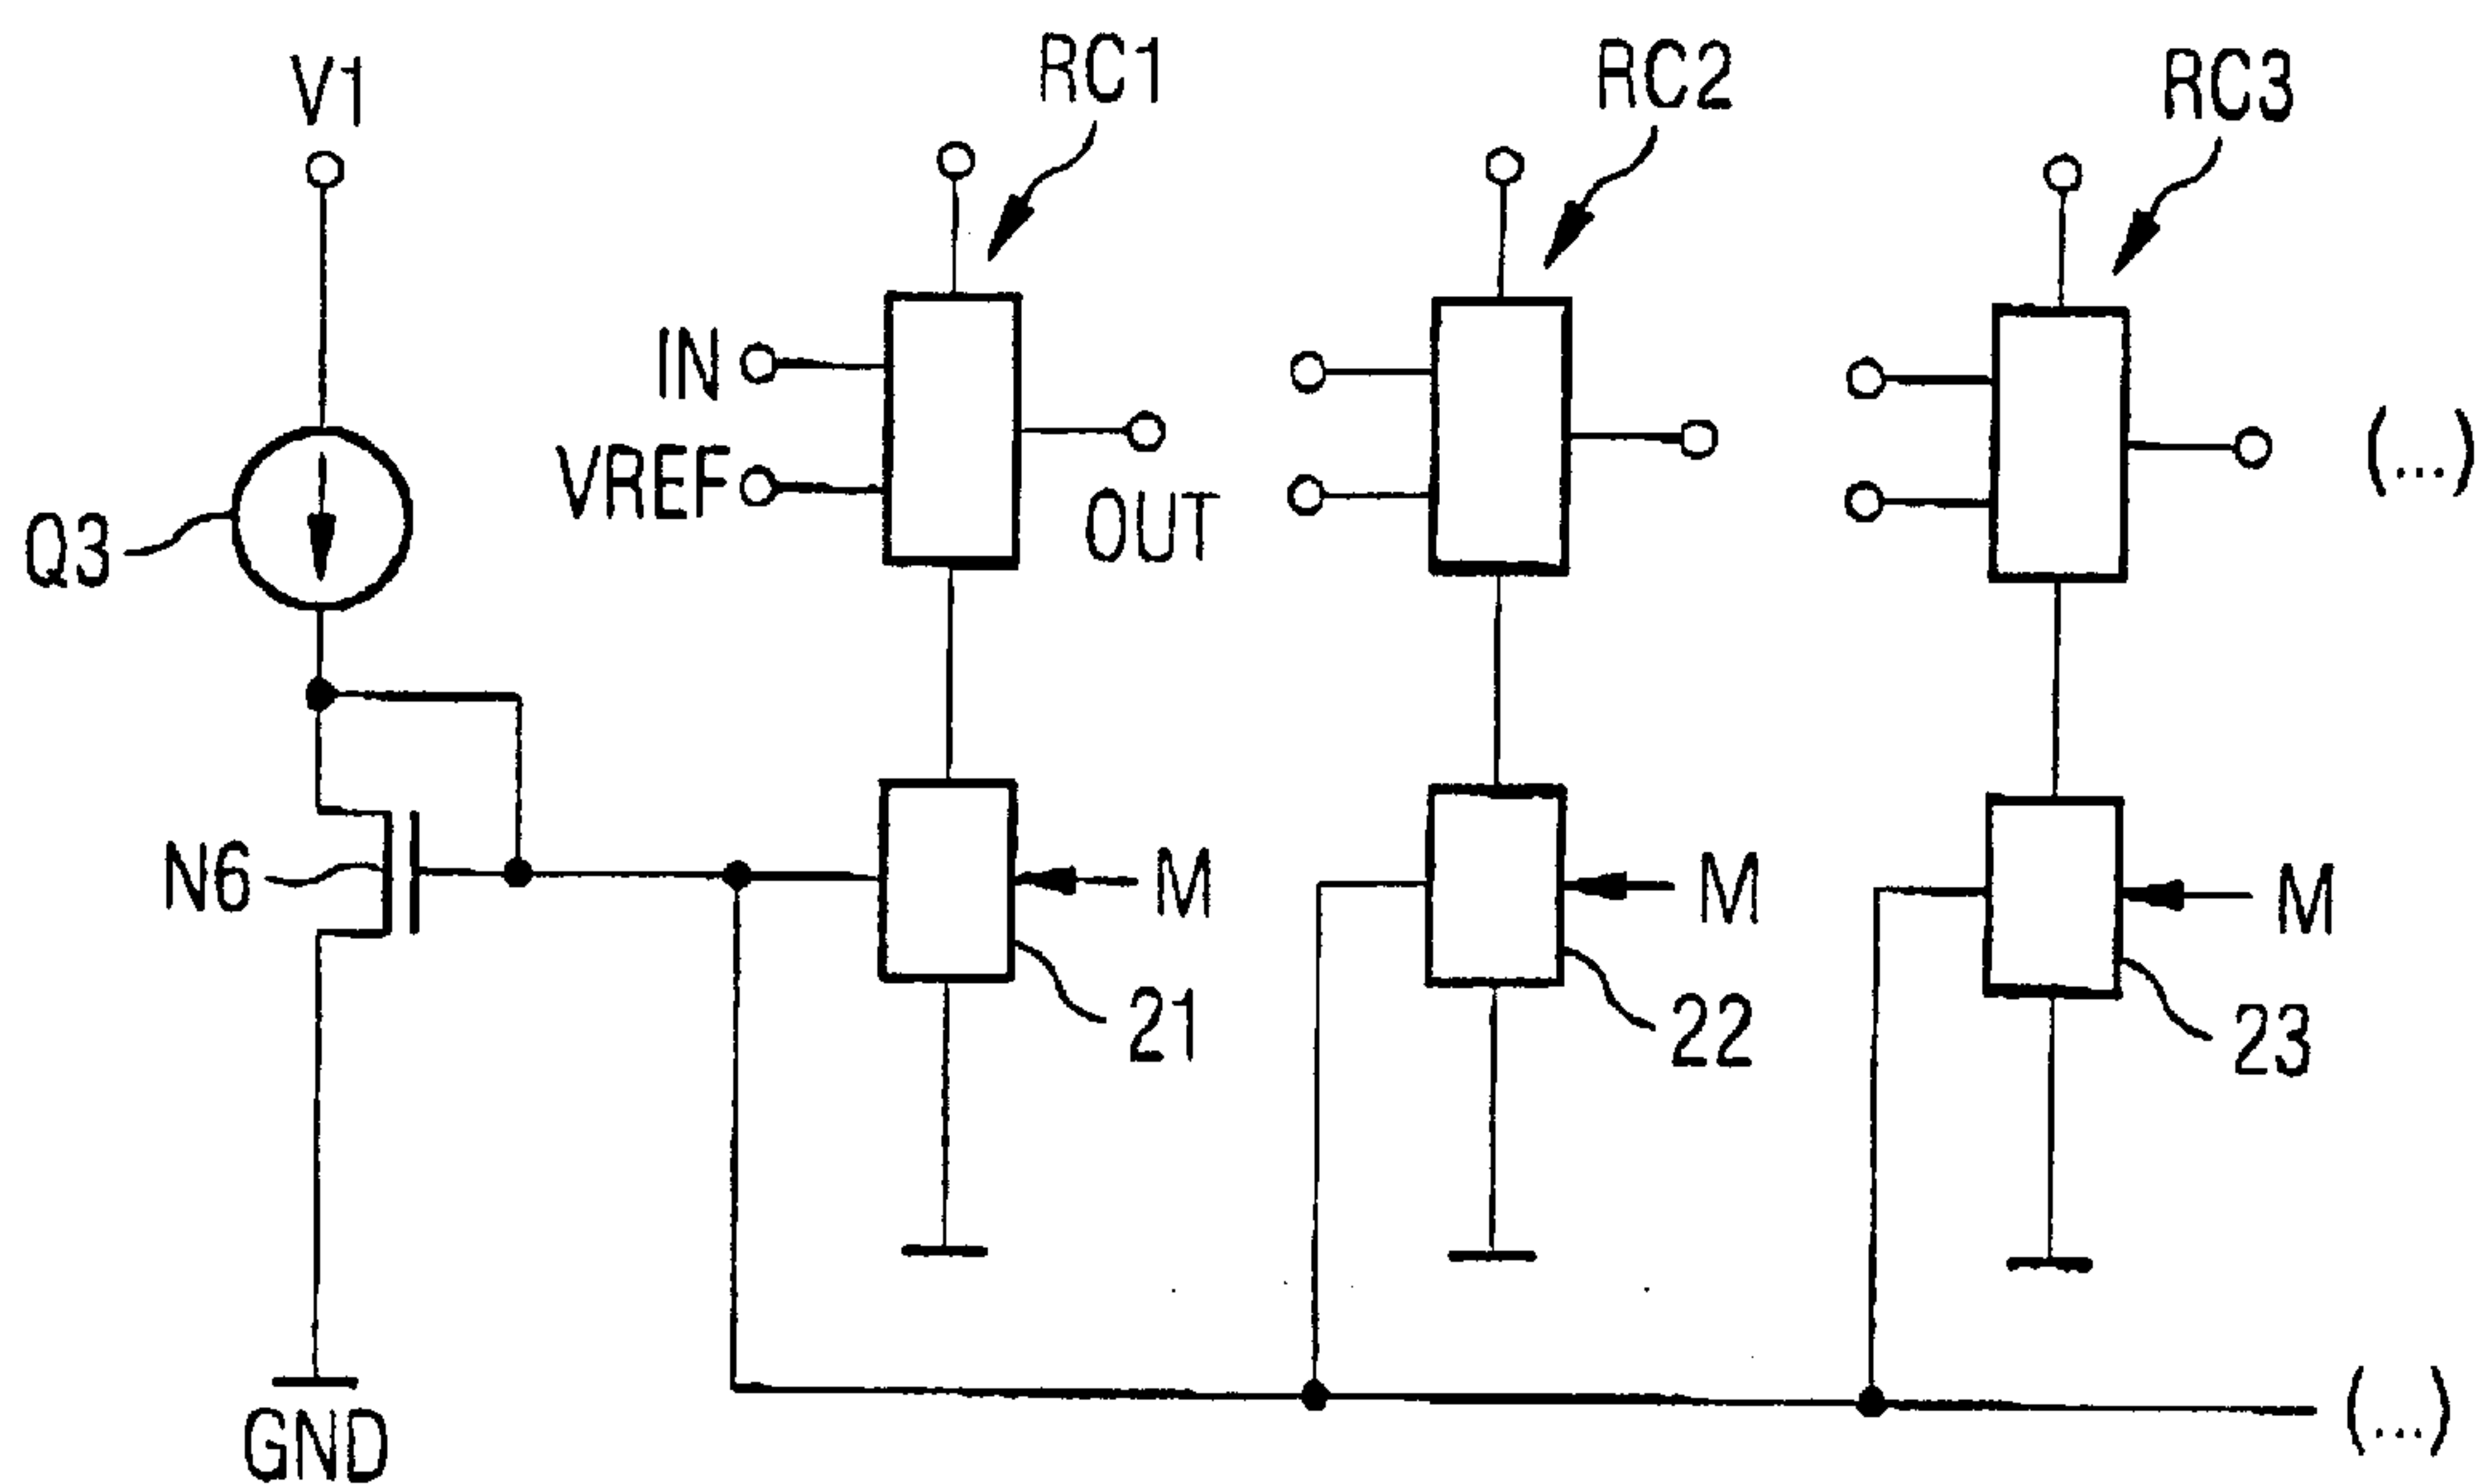 V1
RC1
RC2
RC3
IN
VREF
OUT
(...)
Q3
N6
M
M
M
21
22
23
GND
(...)